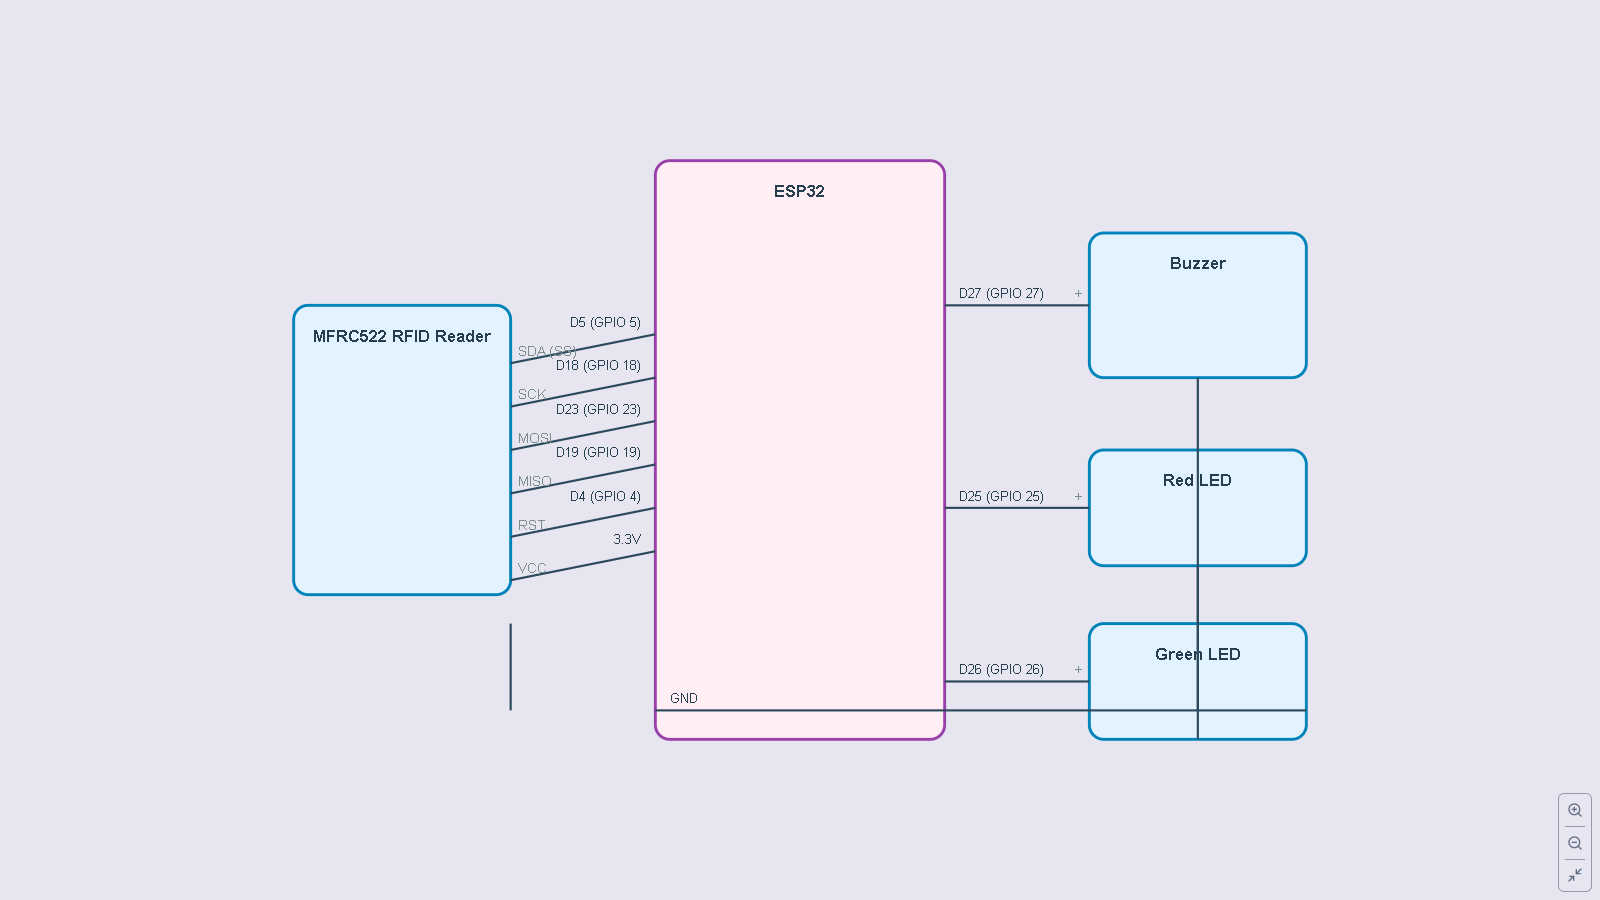 ESP32
Buzzer
D27 (GPIO 27) +
MFRC522 RFID Reader
D5 (GPIO 5)
SDA (SS)
D18 (GPIO 18)
SCK
D23 (GPIO 23)
MOSI
D19 (GPIO 19)
MISO
D4 (GPIO 4)
RST
3.3V
VCC
Red LED
D25 (GPIO 25) +
Green LED
D26 (GPIO 26) +
GND